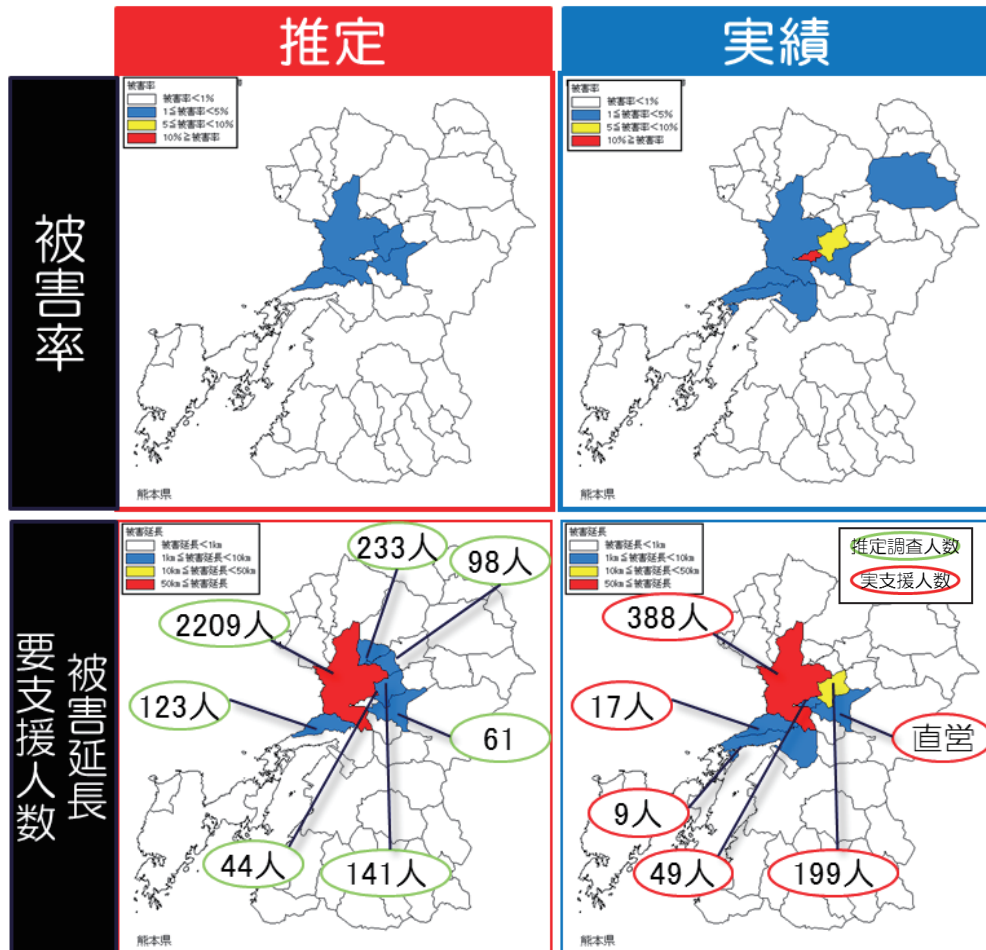 推定
実績
被害率
被害率
被害率<1%
1≦被害率<5%
5≦被害率<10%
10%≧被害率
熊本県
被害率
被害率<1%
1≦被害率<5%
5≦被害率<10%
10%≧被害率
熊本県
被害延長
要支援人数
被害延長
被害延長<1km
1km≦被害延長<10km
10km≦被害延長<50km
50km≦被害延長
233人
98人
2209人
123人
61
44人
141人
熊本県
被害延長
被害延長<1km
1km≦被害延長<10km
10km≦被害延長<50km
50km≦被害延長
推定調査人数
実支援人数
388人
17人
直営
9人
49人
199人
熊本県